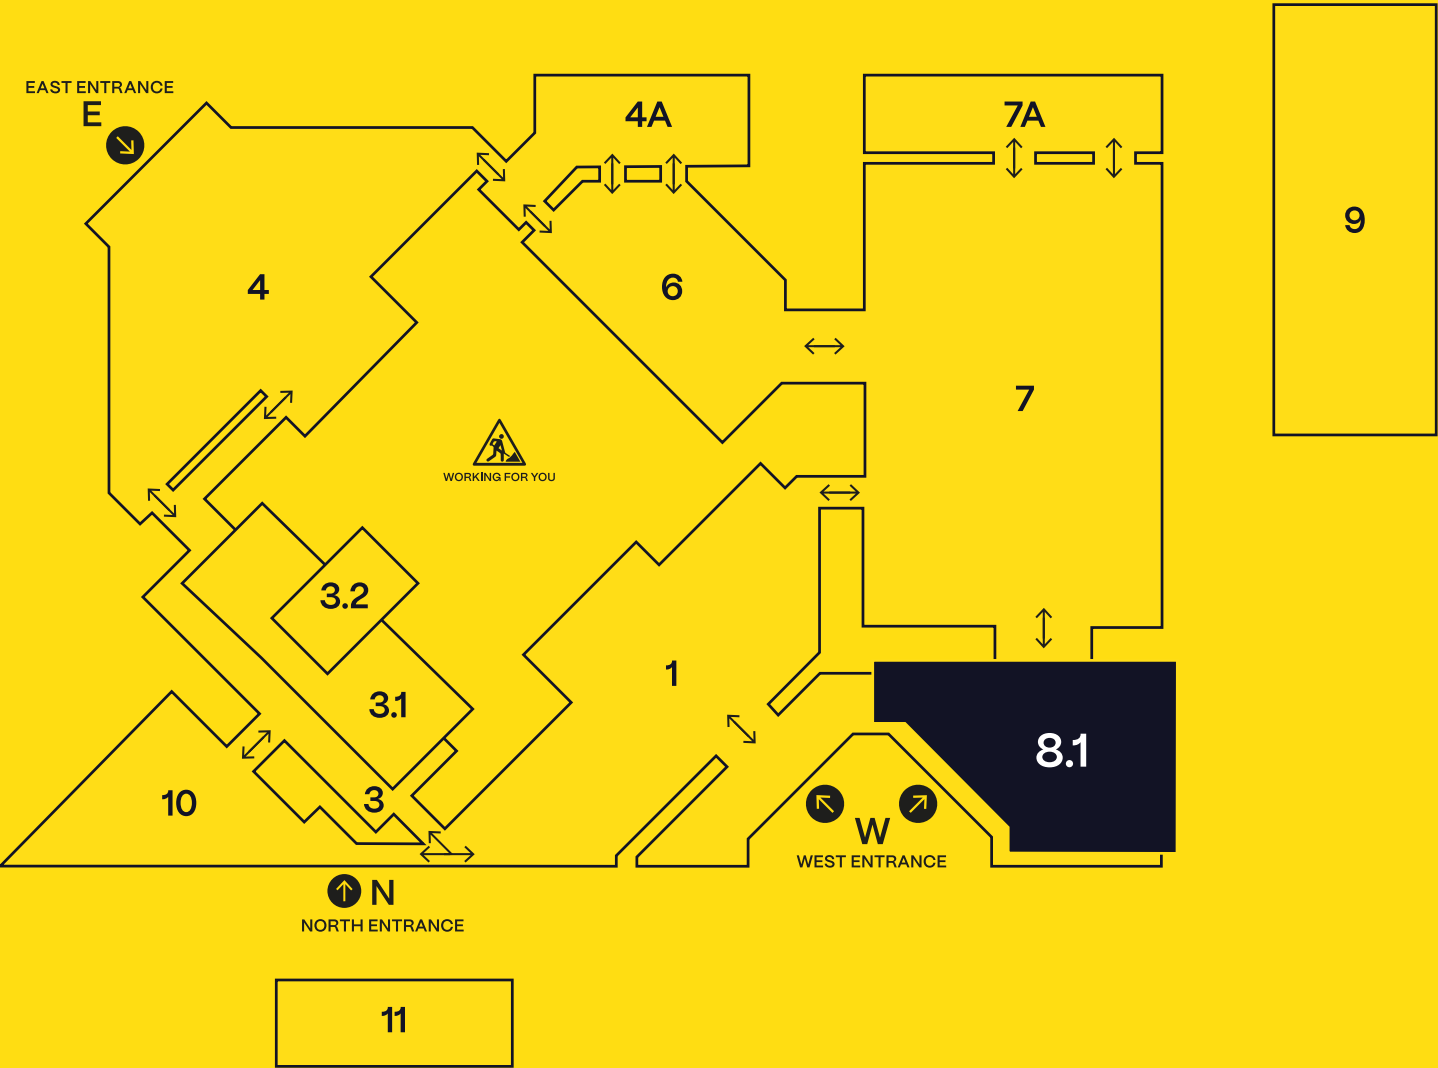 EAST ENTRANCE
E
4A
7A
9
4
6
7
WORKING FOR YOU
3.2
1
3.1
8.1
10
3
W
WEST ENTRANCE
N
NORTH ENTRANCE
11